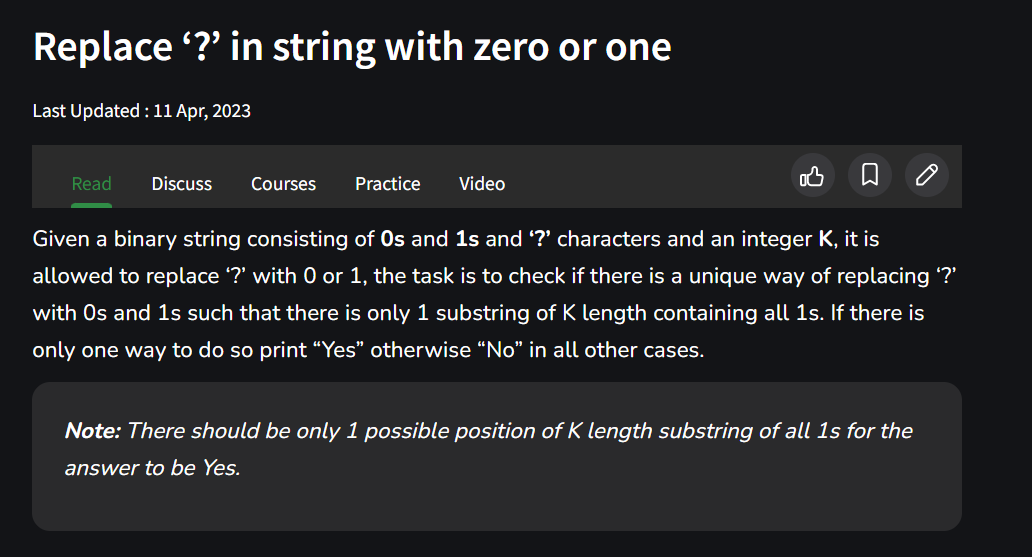 Replace ‘?’ in string with zero or one
Last Updated : 11 Apr, 2023
Read Discuss Courses Practice Video
Given a binary string consisting of 0s and 1s and ‘?’ characters and an integer K, it is
allowed to replace ‘?’ with 0 or 1, the task is to check if there is a unique way of replacing ‘?’
with 0s and 1s such that there is only 1 substring of K length containing all 1s. If there is
only one way to do so print “Yes” otherwise “No” in all other cases.
Note: There should be only 1 possible position of K length substring of all 1s for the
answer to be Yes.